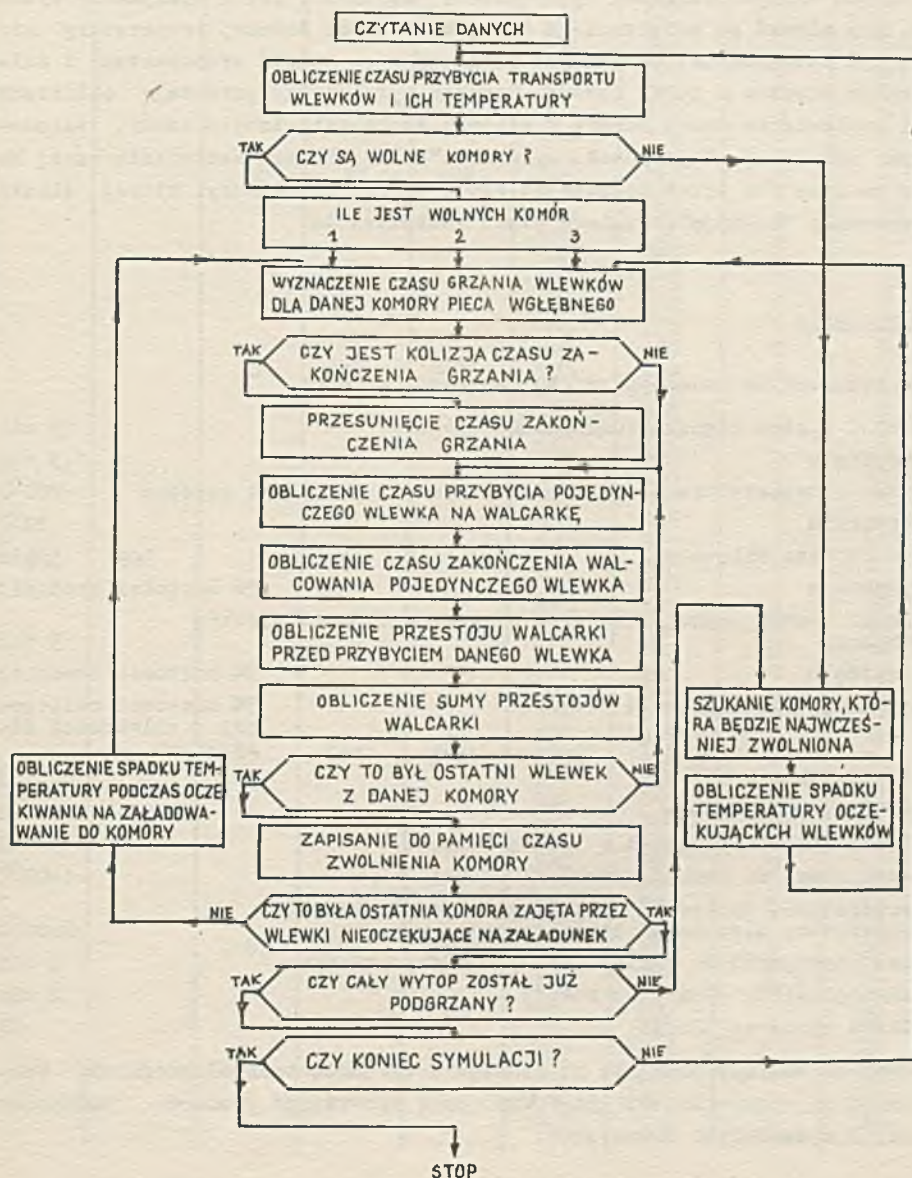 CZYTANIE DANYCH
OBLICZENIE CZASU PRZYBYCIA TRANSPORTU
WLEWKÓW I ICH TEMPERATURY
TAK
CZY SĄ WOLNE KOMORY ?
NIE
ILE JEST WOLNYCH KOMÓR
1 2 3
WYZNACZENIE CZASU GRZANIA WLEWKÓW
DLA DANEJ KOMORY PIECA WGŁĘBNEGO
TAK
CZY JEST KOLIZJA CZASU ZA-
KOŃCZENIA GRZANIA ?
NIE
PRZESUNIĘCIE CZASU ZAKOŃ-
CZENIA GRZANIA
OBLICZENIE CZASU PRZYBYCIA POJEDYN-
CZEGO WLEWKA NA WALCARKĘ
OBLICZENIE CZASU ZAKOŃCZENIA WAL-
COWANIA POJEDYNCZEGO WLEWKA
OBLICZENIE PRZESTOJU WALCARKI
PRZED PRZYBYCIEM DANEGO WLEWKA
OBLICZENIE SUMY PRZESTOJÓW
WALCARKI
SZUKANIE KOMORY, KTÓ-
RA BĘDZIE NAJWCZEŚ-
NIEJ ZWOLNIONA
OBLICZENIE SPADKU TEM-
PERATURY PODCZAS OCZE
KIWANIA NA ZAŁADOWA-
WANIE DO KOMORY
TAK
CZY TO BYŁ OSTATNI WLEWEK
Z DANEJ KOMORY
NIE
OBLICZENIE SPADKU
TEMPERATURY OCZE-
KUJĄCKCH WLEWKÓW
ZAPISANIE DO PAMIĘCI CZASU
ZWOLNIENIA KOMORY
NIE
CZY TO BYŁA OSTATNIA KOMORA ZAJĘTA PRZEZ
WLEWKI NIEOCZEKUJĄCE NA ZAŁADUNEK
TAK
TAK
CZY CAŁY WYTOP ZOSTAŁ JUŻ
PODGRZANY ?
NIE
TAK
CZY KONIEC SYMULACJI ?
NIE
STOP